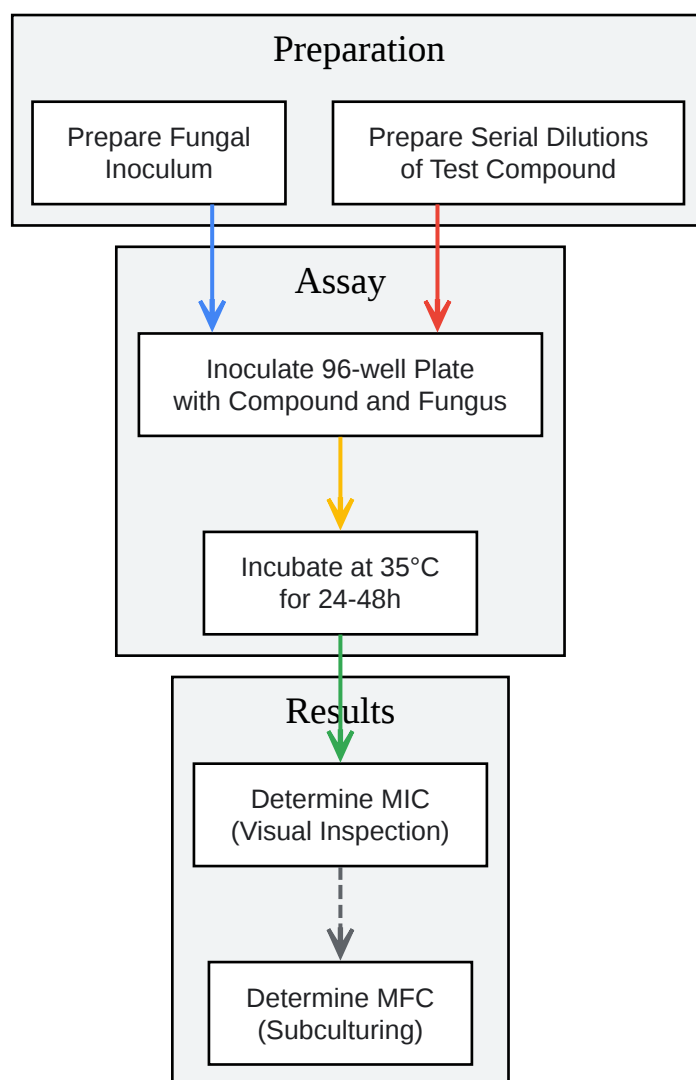 Preparation
Prepare Fungal
Inoculum
Prepare Serial Dilutions
of Test Compound
Assay
Inoculate 96-well Plate
with Compound and Fungus
Incubate at 35°C
for 24-48h
Results
Determine MIC
(Visual Inspection)
Determine MFC
(Subculturing)